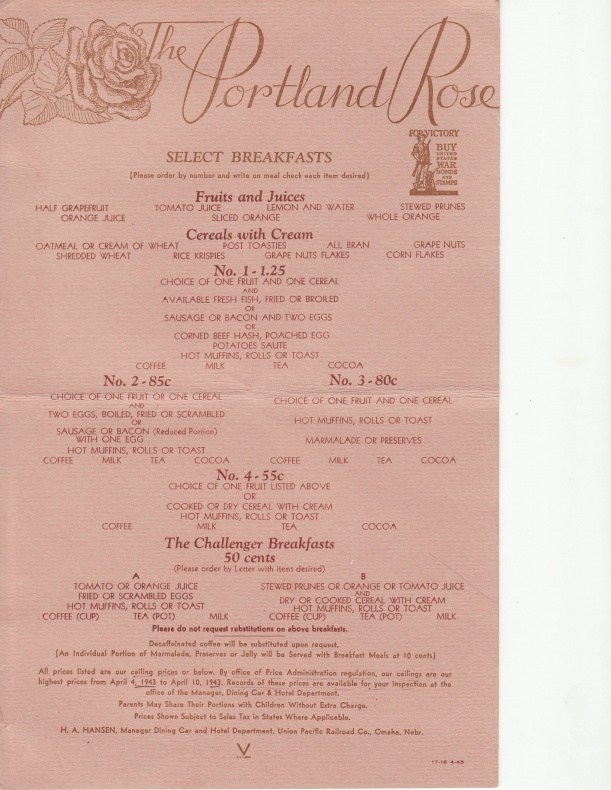 The Portland Rose
FOR VICTORY
BUY
UNITED
STATES
WAR
BONDS
AND
STAMPS
SELECT BREAKFASTS
(Please order by number and write on meal check each item desired)
Fruits and Juices
HALF GRAPEFRUIT TOMATO JUICE LEMON AND WATER STEWED PRUNES
ORANGE JUICE SLICED ORANGE WHOLE ORANGE
Cereals with Cream
OATMEAL OR CREAM OF WHEAT POST TOASTIES ALL BRAN GRAPE NUTS
SHREDDED WHEAT RICE KRISPIES GRAPE NUTS FLAKES CORN FLAKES
No. 1 - 1.25
CHOICE OF ONE FRUIT AND ONE CEREAL
AND
AVAILABLE FRESH FISH, FRIED OR BROILED
OR
SAUSAGE OR BACON AND TWO EGGS
OR
CORNED BEEF HASH, POACHED EGG
POTATOES SAUTE
HOT MUFFINS, ROLLS OR TOAST
COFFEE MILK TEA COCOA
No. 2 - 85c
CHOICE OF ONE FRUIT OR ONE CEREAL
AND
TWO EGGS, BOILED, FRIED OR SCRAMBLED
OR
SAUSAGE OR BACON (Reduced Portion)
WITH ONE EGG
HOT MUFFINS, ROLLS OR TOAST
COFFEE MILK TEA COCOA
No. 3 - 80c
CHOICE OF ONE FRUIT AND ONE CEREAL
HOT MUFFINS, ROLLS OR TOAST
MARMALADE OR PRESERVES
COFFEE MILK TEA COCOA
No. 4 - 55c
CHOICE OF ONE FRUIT LISTED ABOVE
OR
COOKED OR DRY CEREAL WITH CREAM
HOT MUFFINS, ROLLS OR TOAST
COFFEE MILK TEA COCOA
The Challenger Breakfasts
50 cents
(Please order by Letter with items desired)
A
TOMATO OR ORANGE JUICE
FRIED OR SCRAMBLED EGGS
HOT MUFFINS, ROLLS OR TOAST
COFFEE (CUP) TEA (POT) MILK
B
STEWED PRUNES OR ORANGE OR TOMATO JUICE
AND
DRY OR COOKED CEREAL WITH CREAM
HOT MUFFINS, ROLLS OR TOAST
COFFEE (CUP) TEA (POT) MILK
Please do not request substitutions on above breakfasts.
Decaffeinated coffee will be substituted upon request.
(An Individual Portion of Marmalade, Preserves or Jelly will be Served with Breakfast Meals at 10 cents)
All prices listed are our ceiling prices or below. By office of Price Administration regulation, our ceilings are our
highest prices from April 4, 1943 to April 10, 1943. Records of these prices are available for your inspection at the
office of the Manager, Dining Car & Hotel Department.
Parents May Share Their Portions with Children Without Extra Charge.
Prices Shown Subject to Sales Tax in States Where Applicable.
H. A. HANSEN, Manager Dining Car and Hotel Department, Union Pacific Railroad Co., Omaha, Nebr.
V